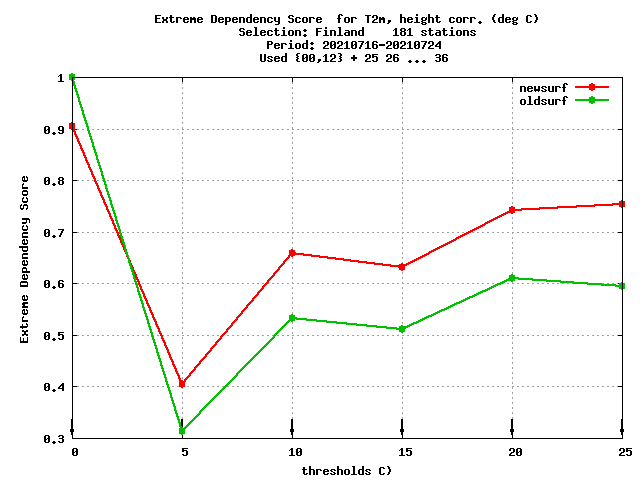 Extreme Dependency Score  for T2m, height corr. (deg C)
Selection: Finland    181 stations
Period: 20210716-20210724
Used {00,12} + 25 26 ... 36
newsurf
oldsurf
1
0.9
0.8
0.7
0.6
0.5
0.4
0.3
Extreme Dependency Score
0 5 10 15 20 25
thresholds C)